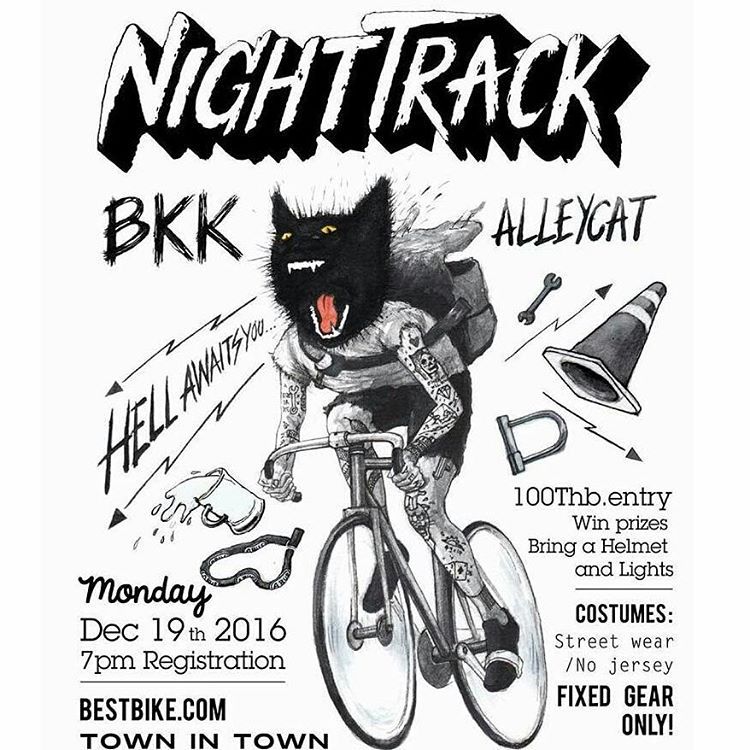 NIGHTTRACK
BKK
ALLEYCAT
HELL AWAITS YOU...
100Thb.entry
Win prizes
Bring a Helmet
and Lights
Monday
Dec 19th 2016
7pm Registration
COSTUMES:
Street wear
/No jersey
FIXED GEAR
ONLY!
BESTBIKE.COM
TOWN IN TOWN